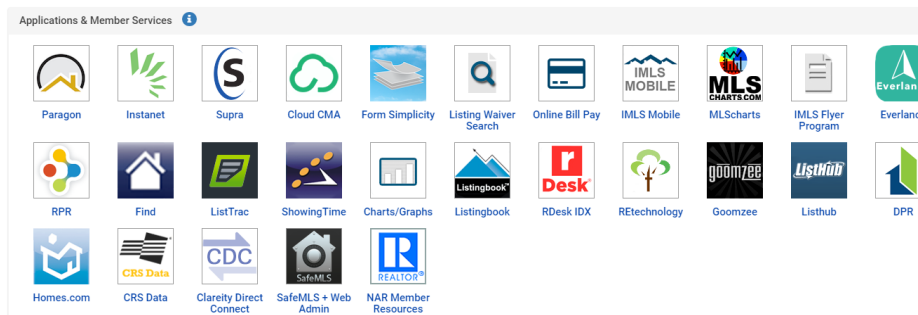 Applications & Member Services
IMLS
MOBILE
MLS
CHARTS.COM
Paragon
Instanet
Supra
Cloud CMA
Form Simplicity
Listing Waiver
Search
Online Bill Pay
IMLS Mobile
MLScharts
IMLS Flyer
Program
Listingbook
r
Desk
goomzee
ListHub
RPR
Find
ListTrac
ShowingTime
Charts/Graphs
Listingbook
RDesk IDX
REtechnology
Goomzee
Listhub
DPR
CRS Data
CDC
SafeMLS
R
REALTOR®
Homes.com
CRS Data
Clareity Direct
Connect
SafeMLS + Web
Admin
NAR Member
Resources